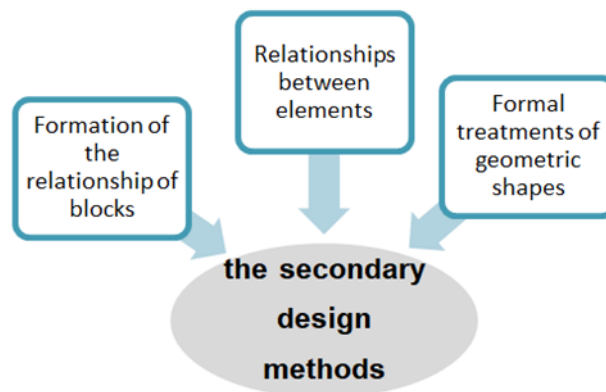 Formation of
the
relationship of
blocks
Relationships
between
elements
Formal
treatments of
geometric
shapes
the secondary
design
methods